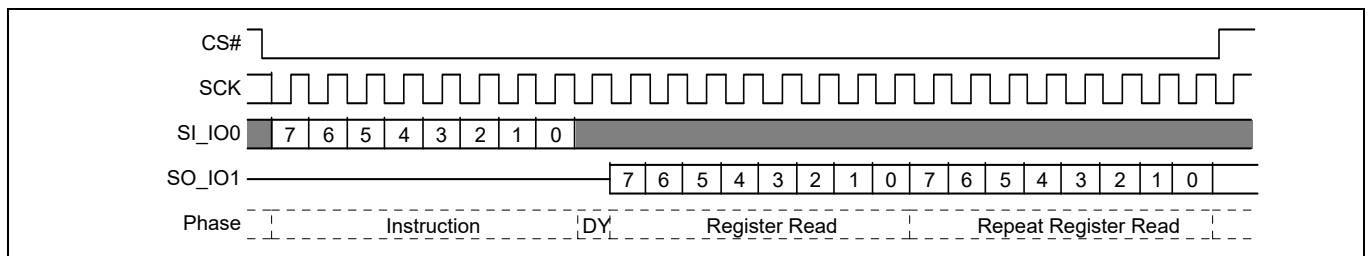 CS#
SCK
SI_IO0 7 6 5 4 3 2 1 0
SO_IO1 7 6 5 4 3 2 1 0 7 6 5 4 3 2 1 0
Phase Instruction DY Register Read Repeat Register Read